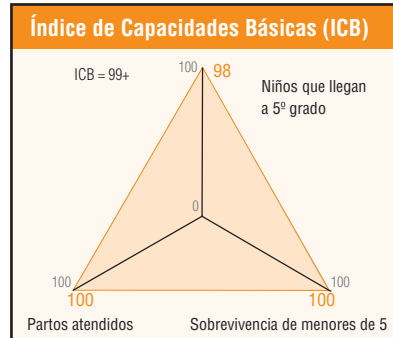 Índice de Capacidades Básicas (ICB)
ICB = 99+
100
98
Niños que llegan
a 5º grado
0
100
100
100
100
Partos atendidos
Sobrevivencia de menores de 5